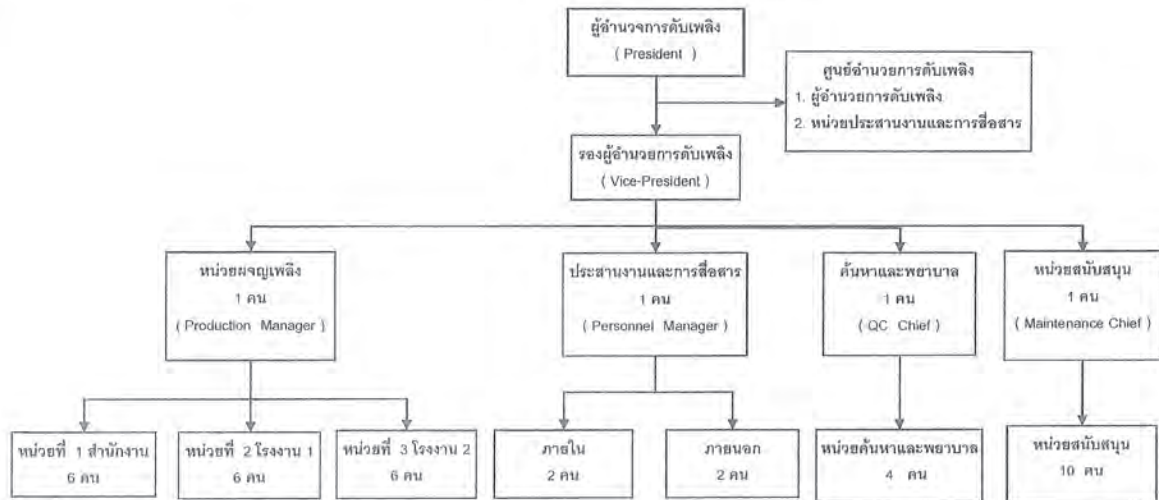 ผู้อำนวจการดับเพลิง
( President )
ศูนย์อำนวยการดับเพลิง
1. ผู้อำนวยการดับเพลิง
2. หน่วยประสานงานและการสื่อสาร
รองผู้อำนวยการดับเพลิง
( Vice-President )
หน่วยผจญเพลิง
1 คน
( Production Manager )
ประสานงานและการสื่อสาร
1 คน
( Personnel Manager )
ค้นหาและพยาบาล
1 คน
( QC Chief )
หน่วยสนับสนุน
1 คน
( Maintenance Chief )
หน่วยที่ 1 สำนักงาน
6 คน
หน่วยที่ 2 โรงงาน 1
6 คน
หน่วยที่ 3 โรงงาน 2
6 คน
ภายใน
2 คน
ภายนอก
2 คน
หน่วยค้นหาและพยาบาล
4 คน
หน่วยสนับสนุน
10 คน